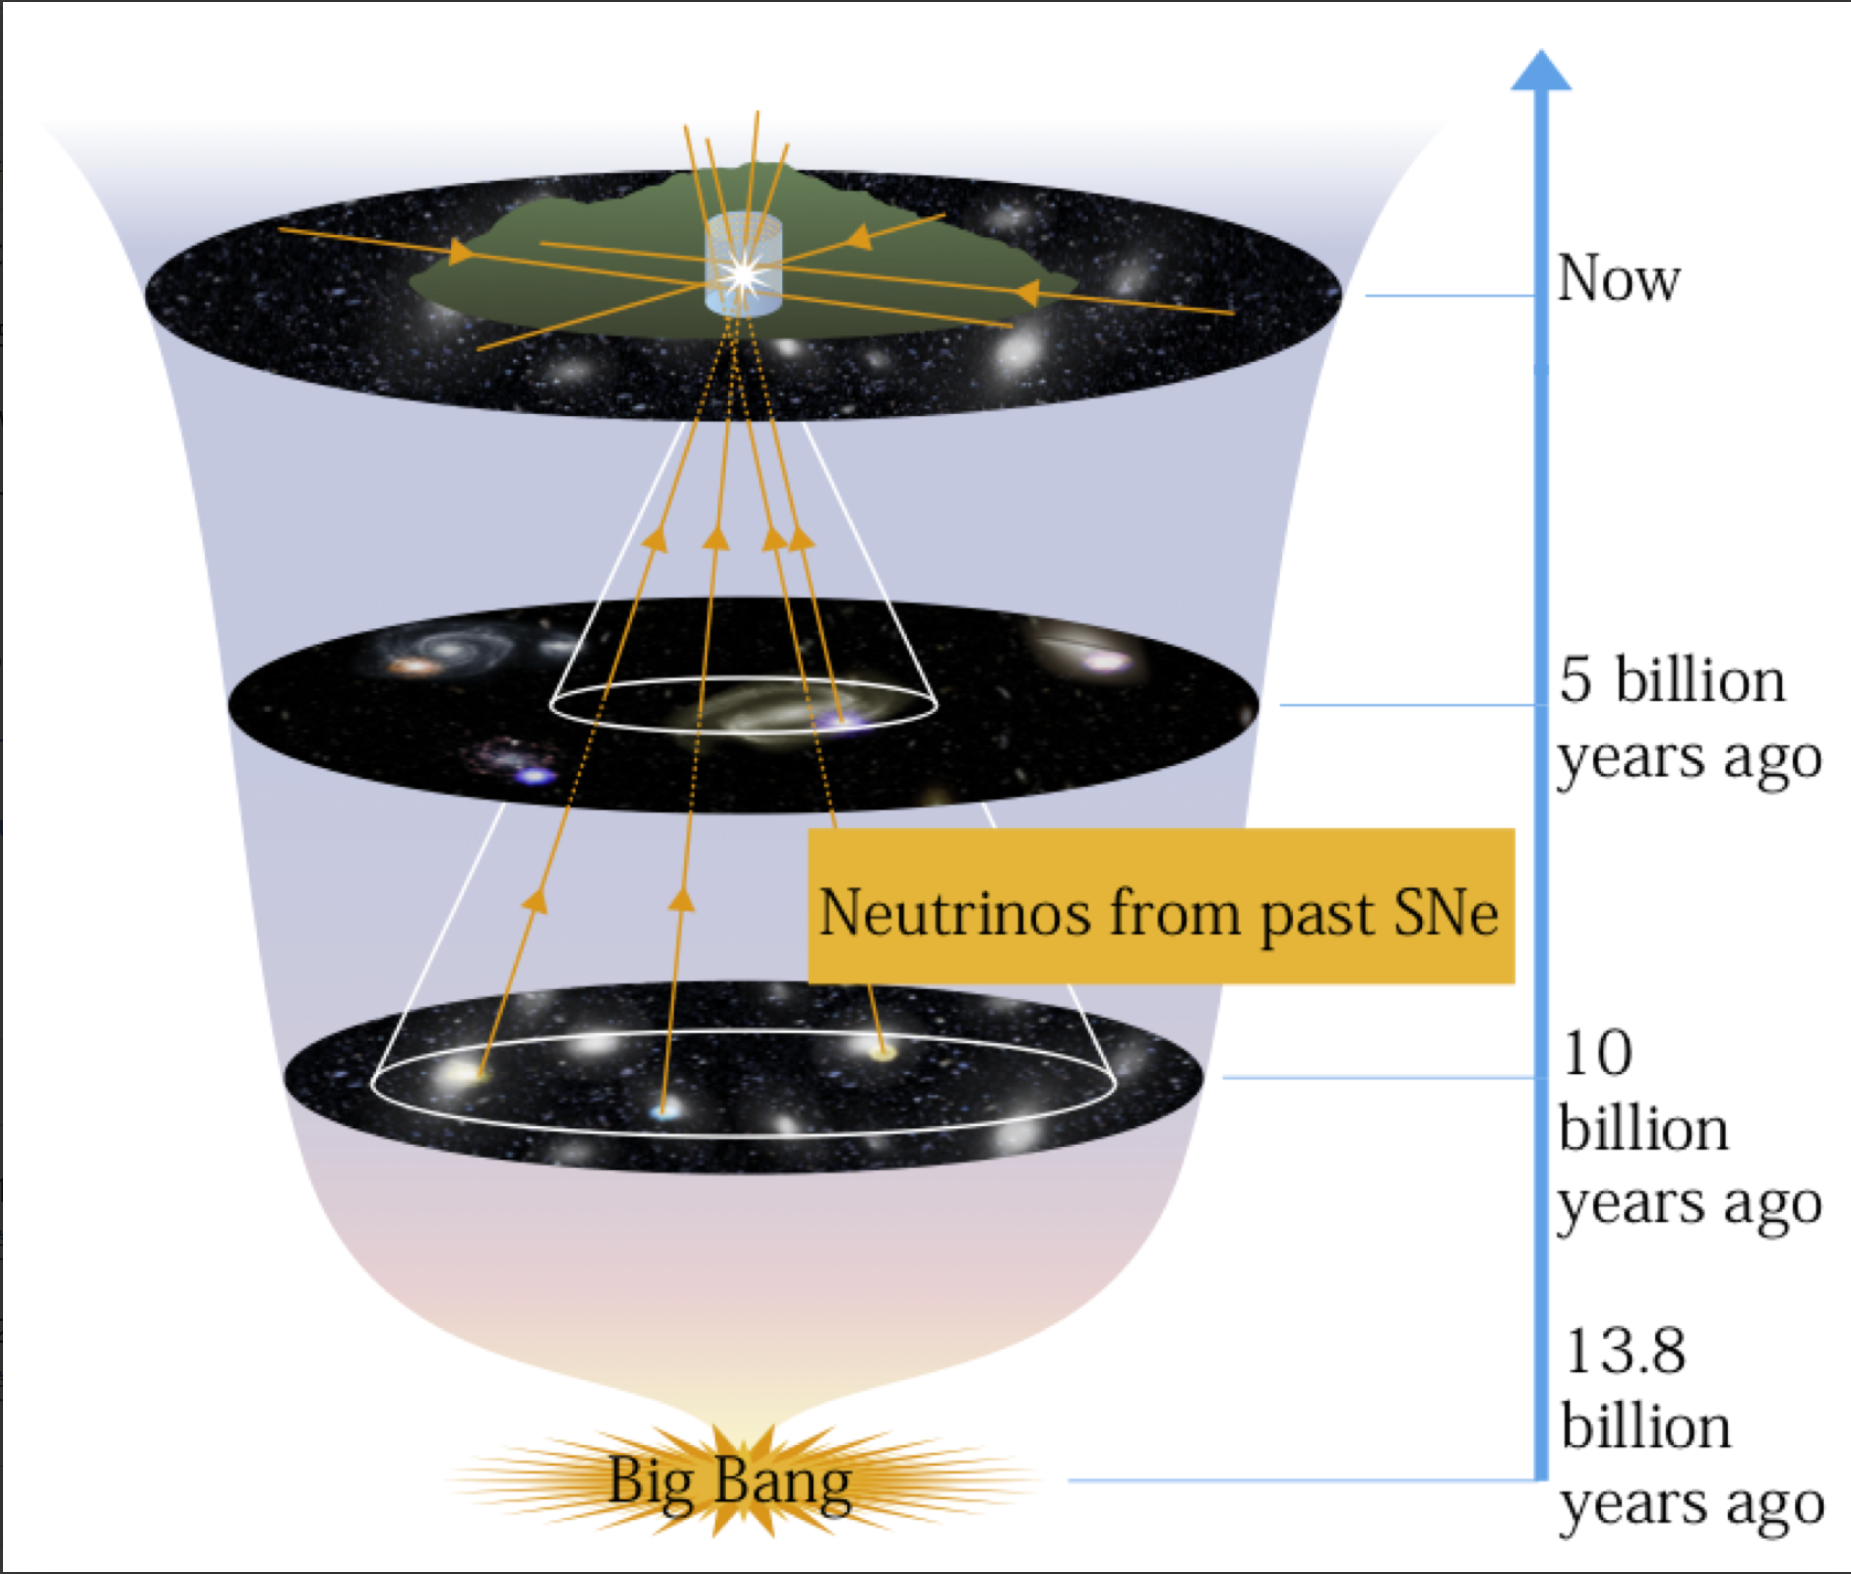 Now
5 billion
years ago
Neutrinos from past SNe
10
billion
years ago
13.8
billion
years ago
Big Bang